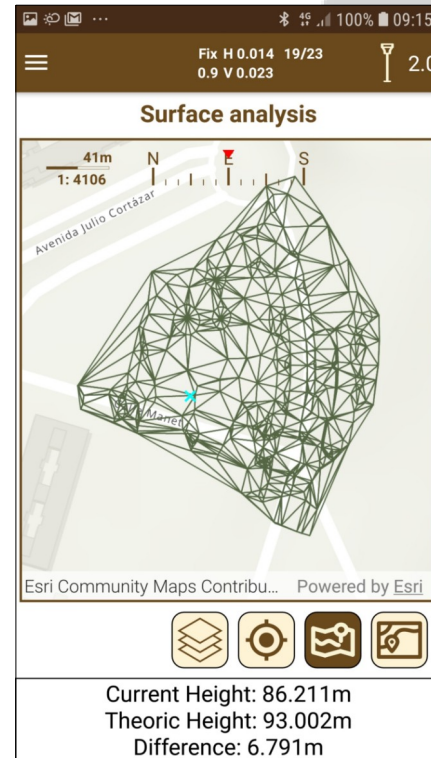 100% 09:15
Fix H 0.014 19/23
0.9 V 0.023
2.0
Surface analysis
41m
1: 4106
N E S
Avenida Julio Cortázar
Manet
Esri Community Maps Contribu... Powered by Esri
Current Height: 86.211m
Theoric Height: 93.002m
Difference: 6.791m